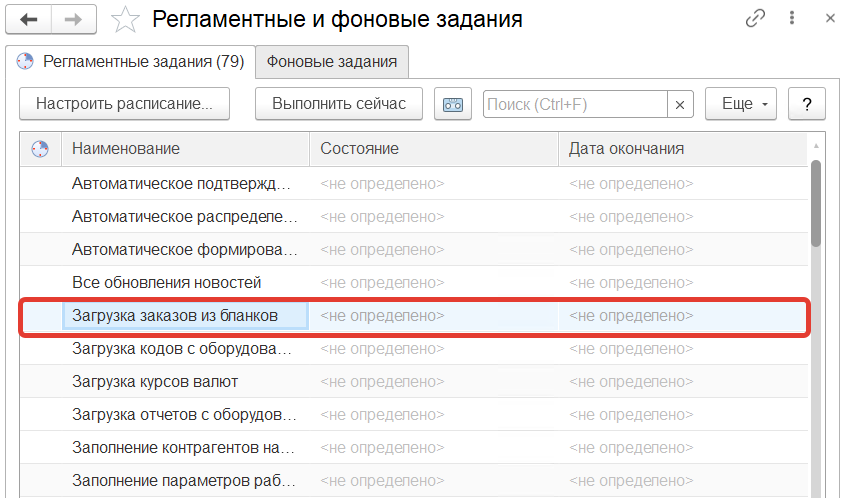 Регламентные и фоновые задания
Регламентные задания (79) Фоновые задания
Настроить расписание... Выполнить сейчас Поиск (Ctrl+F) × Еще ?
Наименование Состояние Дата окончания
Автоматическое подтвержд... <не определено> <не определено>
Автоматическое распределе... <не определено> <не определено>
Автоматическое формирова... <не определено> <не определено>
Все обновления новостей <не определено> <не определено>
Загрузка заказов из бланков <не определено> <не определено>
Загрузка кодов с оборудова... <не определено> <не определено>
Загрузка курсов валют <не определено> <не определено>
Загрузка отчетов с оборудов... <не определено> <не определено>
Заполнение контрагентов на... <не определено> <не определено>
Заполнение параметров раб... <не определено> <не определено>